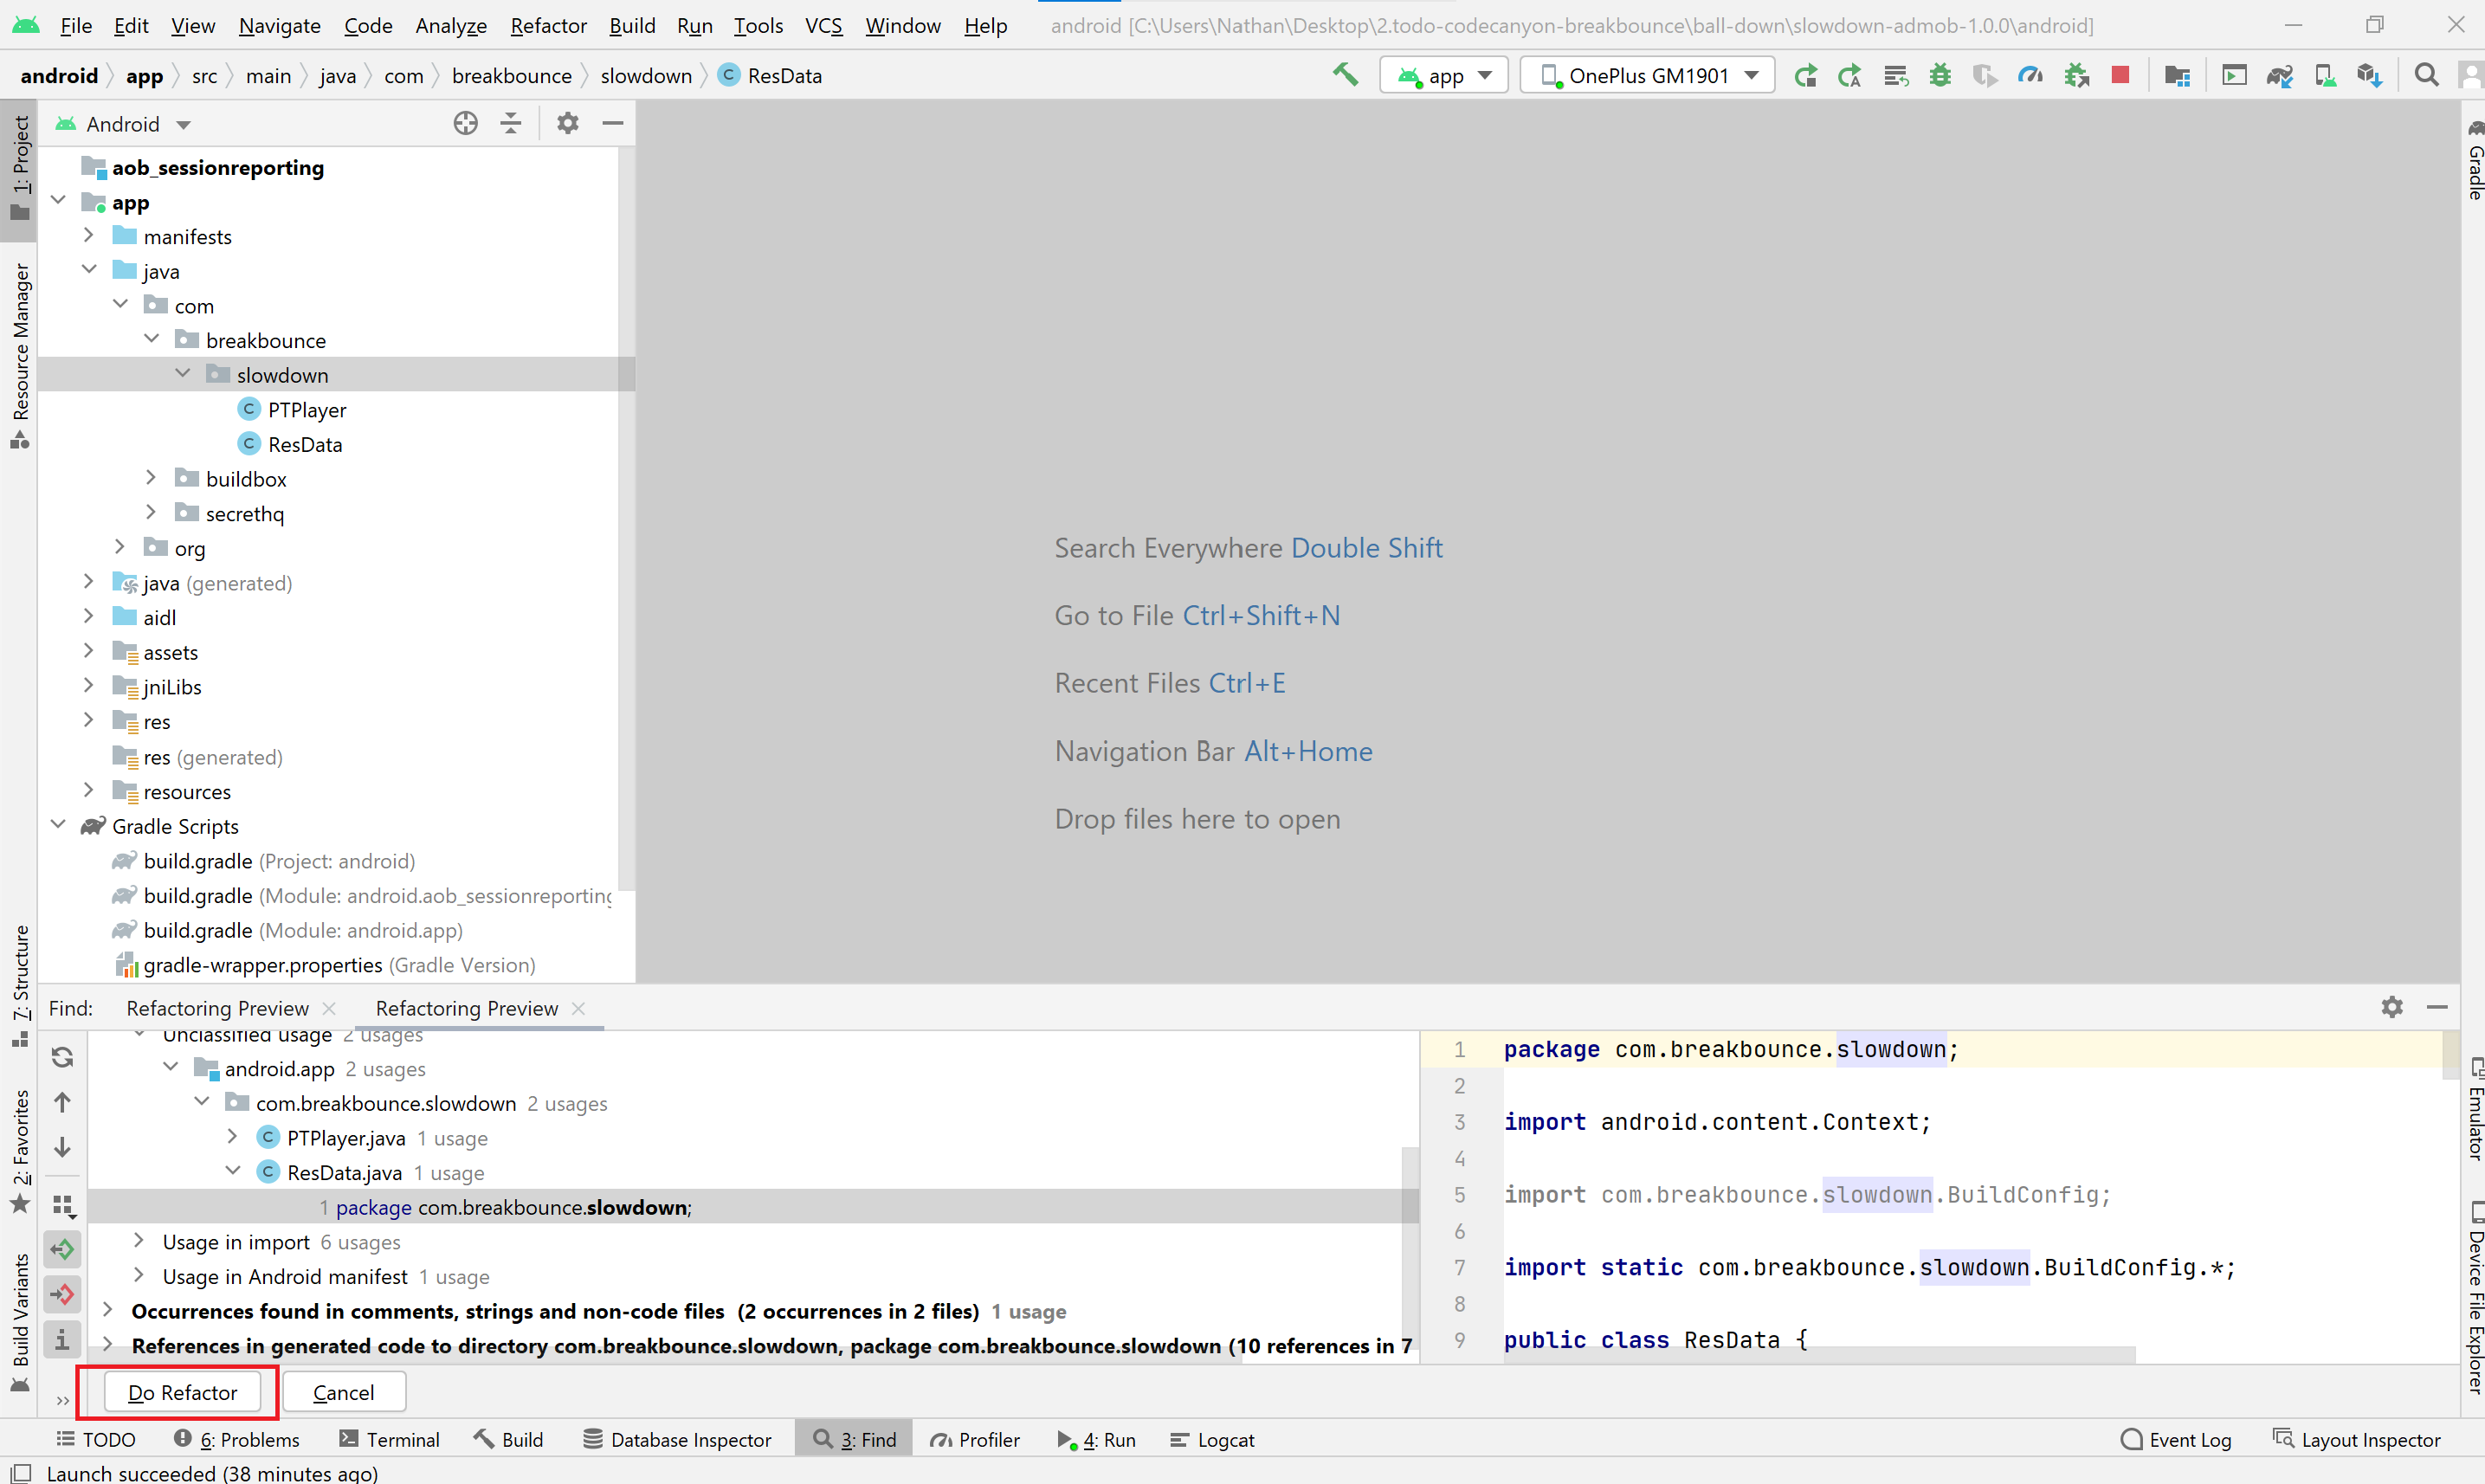 File Edit View Navigate Code Analyze Refactor Build Run Tools VCS Window Help android [C:\Users\Nathan\Desktop\2.todo-codecanyon-breakbounce\ball-down\slowdown-admob-1.0.0\android]
android app src main java com breakbounce slowdown C ResData app OnePlus GM1901
1: Project
Resource Manager
7: Structure
2: Favorites
Build Variants
Android
aob_sessionreporting
app
manifests
java
com
breakbounce
slowdown
C PTPlayer
C ResData
buildbox
secrethq
org
java (generated)
aidl
assets
jniLibs
res
res (generated)
resources
Gradle Scripts
build.gradle (Project: android)
build.gradle (Module: android.aob_sessionreporting
build.gradle (Module: android.app)
gradle-wrapper.properties (Gradle Version)
Search Everywhere Double Shift
Go to File Ctrl+Shift+N
Recent Files Ctrl+E
Navigation Bar Alt+Home
Drop files here to open
Gradle
Emulator
Device File Explorer
Find: Refactoring Preview Refactoring Preview
Unclassified usage 2 usages
android.app 2 usages
com.breakbounce.slowdown 2 usages
C PTPlayer.java 1 usage
C ResData.java 1 usage
1 package com.breakbounce.slowdown;
Usage in import 6 usages
Usage in Android manifest 1 usage
Occurrences found in comments, strings and non-code files (2 occurrences in 2 files) 1 usage
References in generated code to directory com.breakbounce.slowdown, package com.breakbounce.slowdown (10 references in 7
1 package com.breakbounce.slowdown;
2
3 import android.content.Context;
4
5 import com.breakbounce.slowdown.BuildConfig;
6
7 import static com.breakbounce.slowdown.BuildConfig.*;
8
9 public class ResData {
» Do Refactor Cancel
TODO 6: Problems Terminal Build Database Inspector 3: Find Profiler 4: Run Logcat Event Log Layout Inspector
Launch succeeded (38 minutes ago)